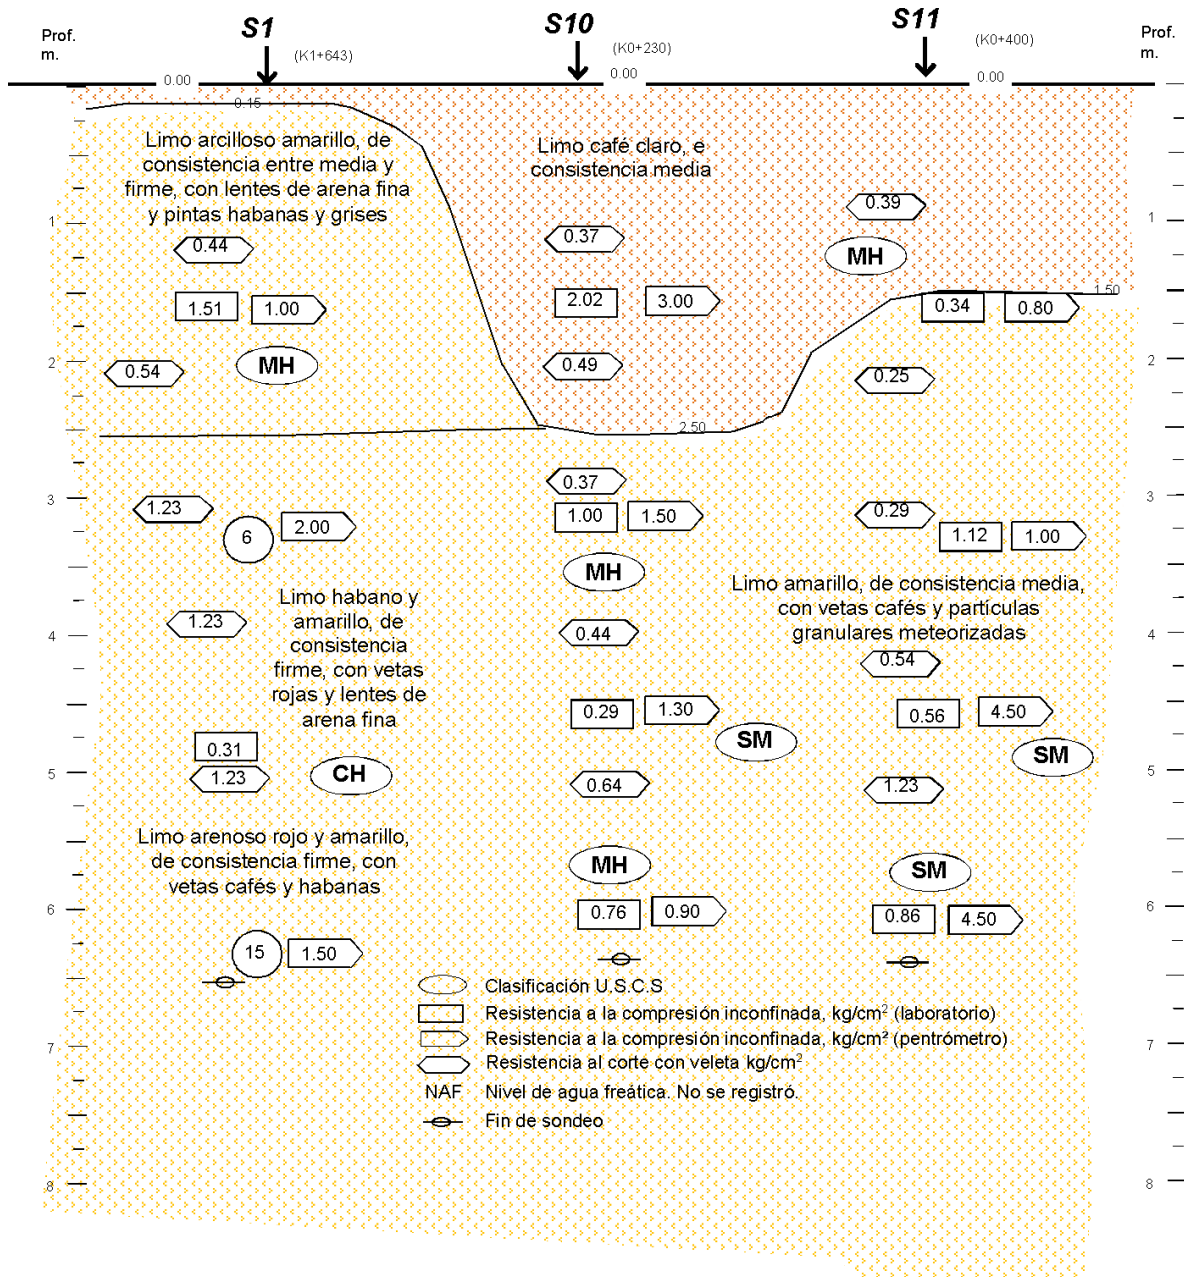 S1
S10
S11
Prof.
m.
(K1+643)
(K0+230)
(K0+400)
Prof.
m.
0.00
0.00
0.00
0.15
Limo arcilloso amarillo, de
consistencia entre media y
firme, con lentes de arena fina
y pintas habanas y grises
Limo café claro, e
consistencia media
0.39
1
1
0.44
0.37
MH
1.51
1.00
2.02
3.00
1.50
0.34
0.80
2
2
0.54
MH
0.49
0.25
2.50
3
3
1.23
6
2.00
0.37
1.00
1.50
0.29
1.12
1.00
MH
Limo habano y
amarillo, de
consistencia
firme, con vetas
rojas y lentes de
arena fina
Limo amarillo, de consistencia media,
con vetas cafés y partículas
granulares meteorizadas
4
4
1.23
0.44
0.54
0.29
1.30
0.56
4.50
SM
SM
0.31
5
5
1.23
CH
0.64
1.23
Limo arenoso rojo y amarillo,
de consistencia firme, con
vetas cafés y habanas
MH
SM
6
6
0.76
0.90
0.86
4.50
15
1.50
Clasificación U.S.C.S
Resistencia a la compresión inconfinada, kg/cm² (laboratorio)
Resistencia a la compresión inconfinada, kg/cm² (pentrómetro)
Resistencia al corte con veleta kg/cm²
NAF Nivel de agua freática. No se registró.
Fin de sondeo
7
7
8
8